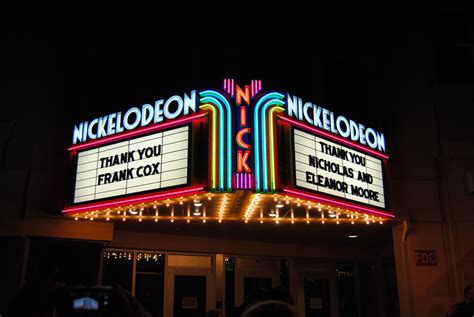 NICKELODEON
THANK YOU
FRANK COX
NICK
NICKELODEON
THANK YOU
NICHOLAS AND
ELEANOR MOORE
FDC